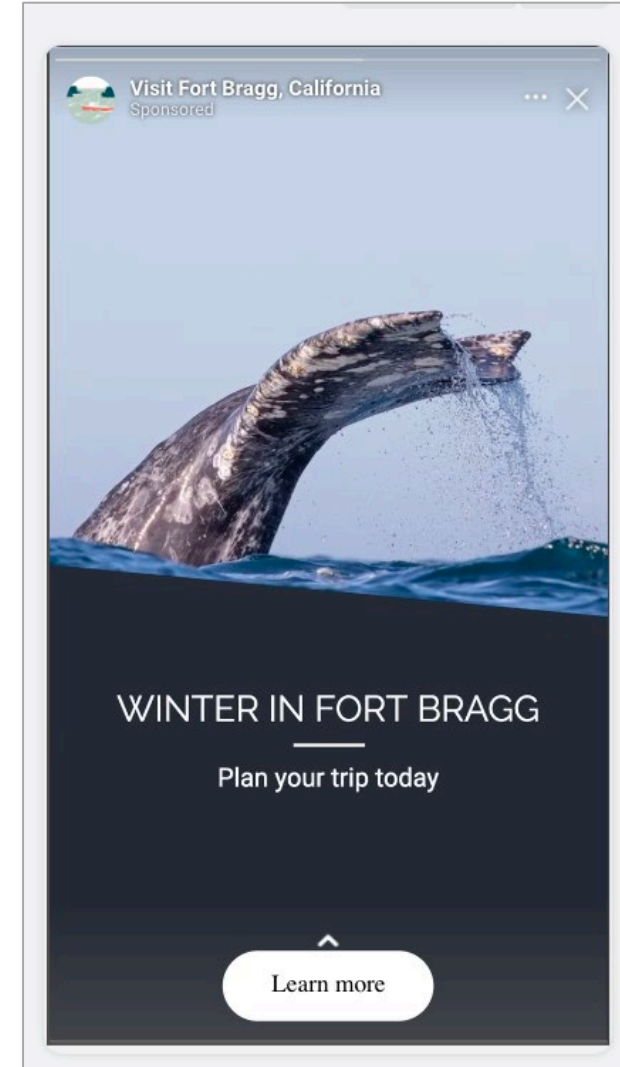 Visit Fort Bragg, California
Sponsored
WINTER IN FORT BRAGG
Plan your trip today
Learn more